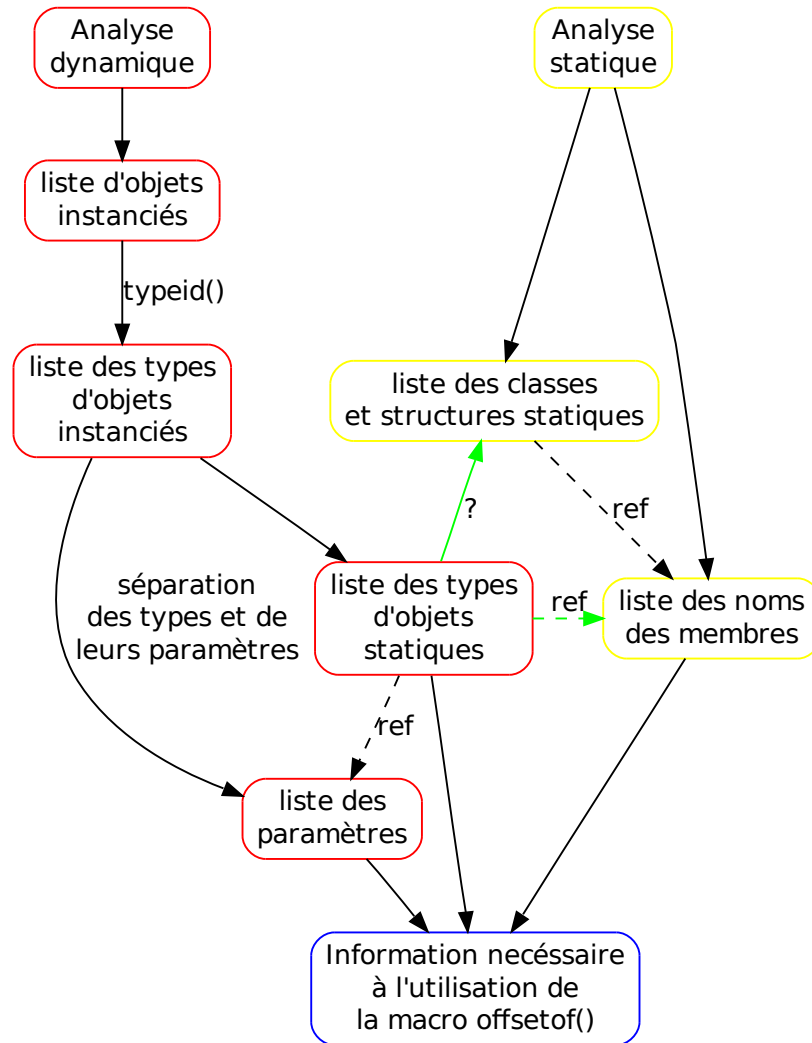 Analyse
dynamique
Analyse
statique
liste d'objets
instanciés
typeid()
liste des types
d'objets
instanciés
liste des classes
et structures statiques
?
ref
séparation
des types et de
leurs paramètres
liste des types
d'objets
statiques
ref
liste des noms
des membres
ref
liste des
paramètres
Information necéssaire
à l'utilisation de
la macro offsetof()